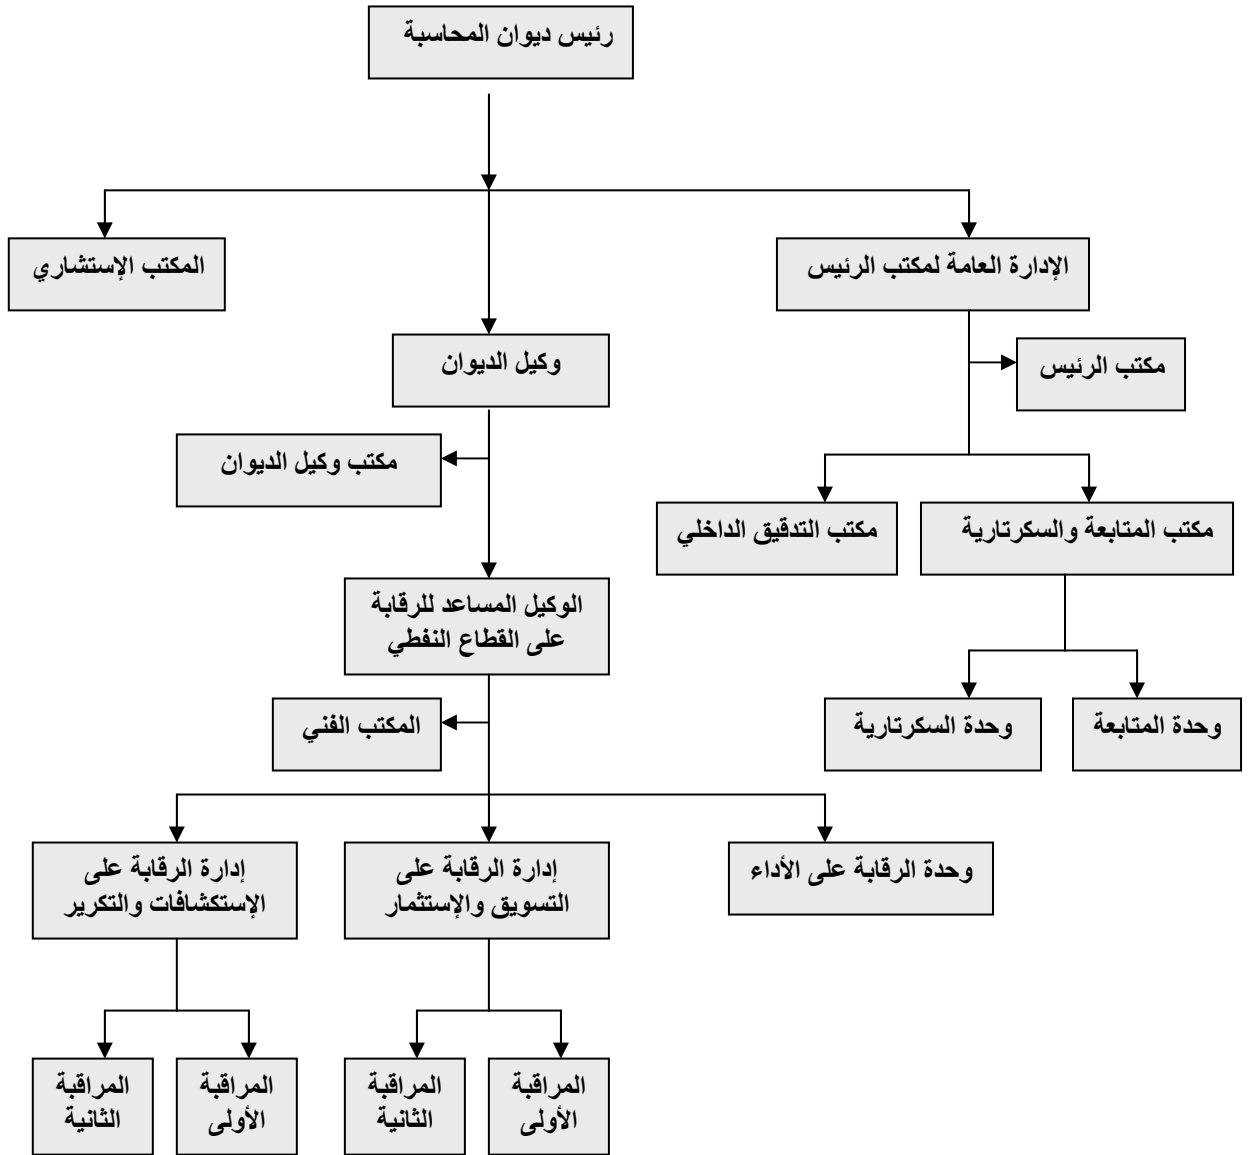 رئيس ديوان المحاسبة
الإدارة العامة لمكتب الرئيس
المكتب الإستشاري
مكتب الرئيس
وكيل الديوان
مكتب وكيل الديوان
مكتب المتابعة والسكرتارية
مكتب التدقيق الداخلي
الوكيل المساعد للرقابة
على القطاع النفطي
وحدة المتابعة
وحدة السكرتارية
المكتب الفني
وحدة الرقابة على الأداء
إدارة الرقابة على
التسويق والإستثمار
إدارة الرقابة على
الإستكشافات والتكرير
المراقبة
الأولى
المراقبة
الثانية
المراقبة
الأولى
المراقبة
الثانية